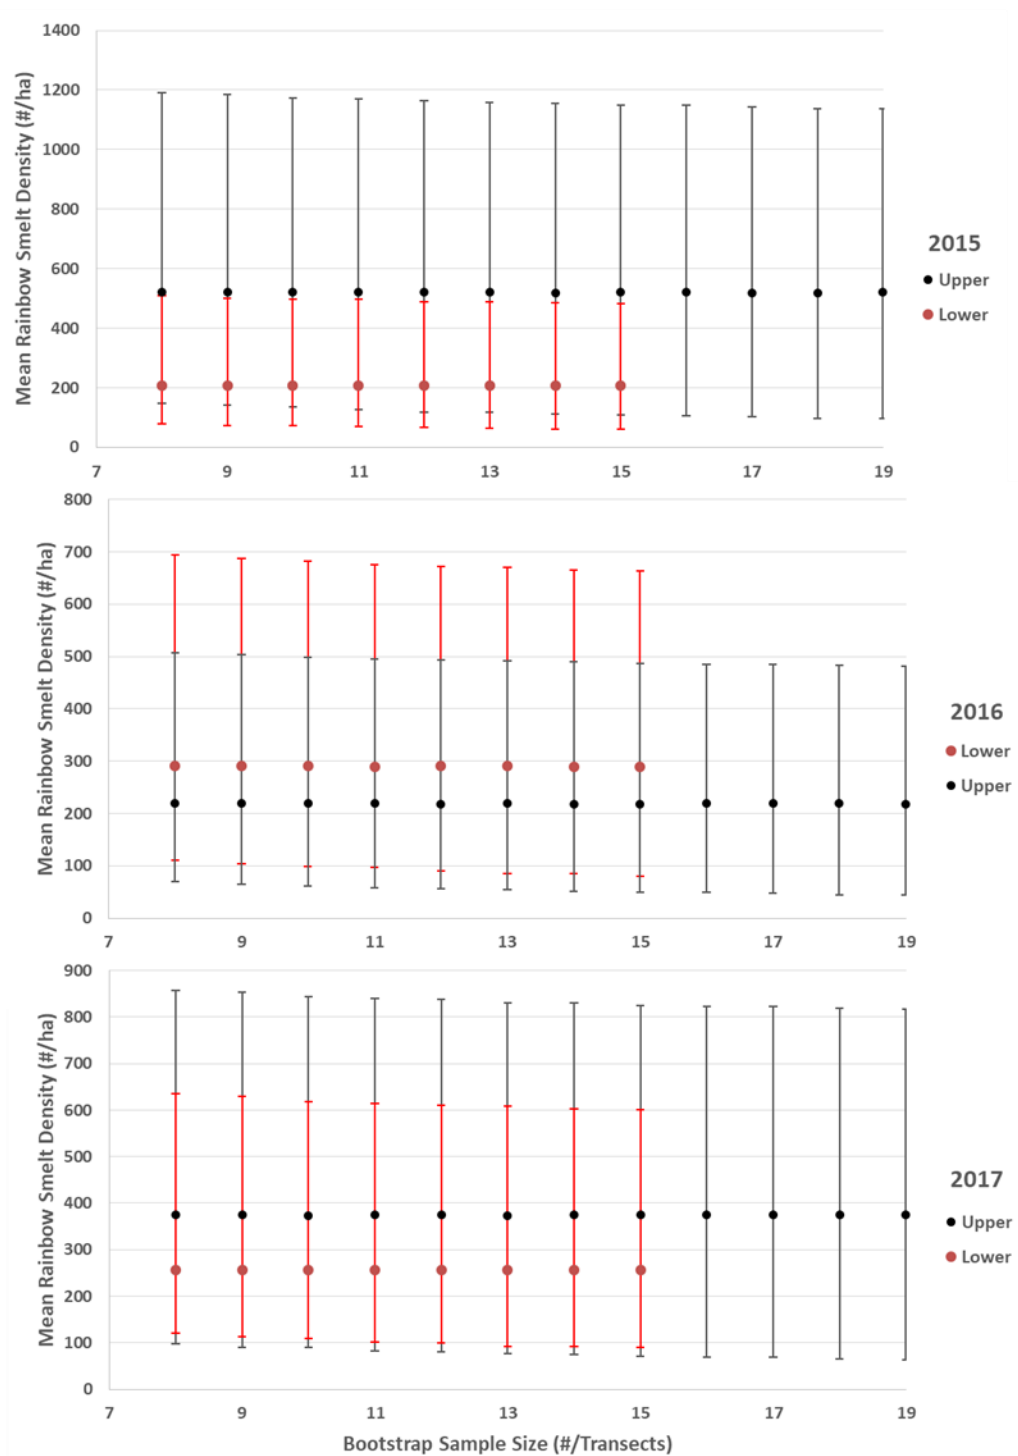 1400
1200
1000
800
600
400
200
0
Mean Rainbow Smelt Density (#/ha)
7 9 11 13 15 17 19
2015
Upper
Lower
800
700
600
500
400
300
200
100
0
Mean Rainbow Smelt Density (#/ha)
7 9 11 13 15 17 19
2016
Lower
Upper
900
800
700
600
500
400
300
200
100
0
Mean Rainbow Smelt Density (#/ha)
7 9 11 13 15 17 19
2017
Upper
Lower
Bootstrap Sample Size (#/Transects)